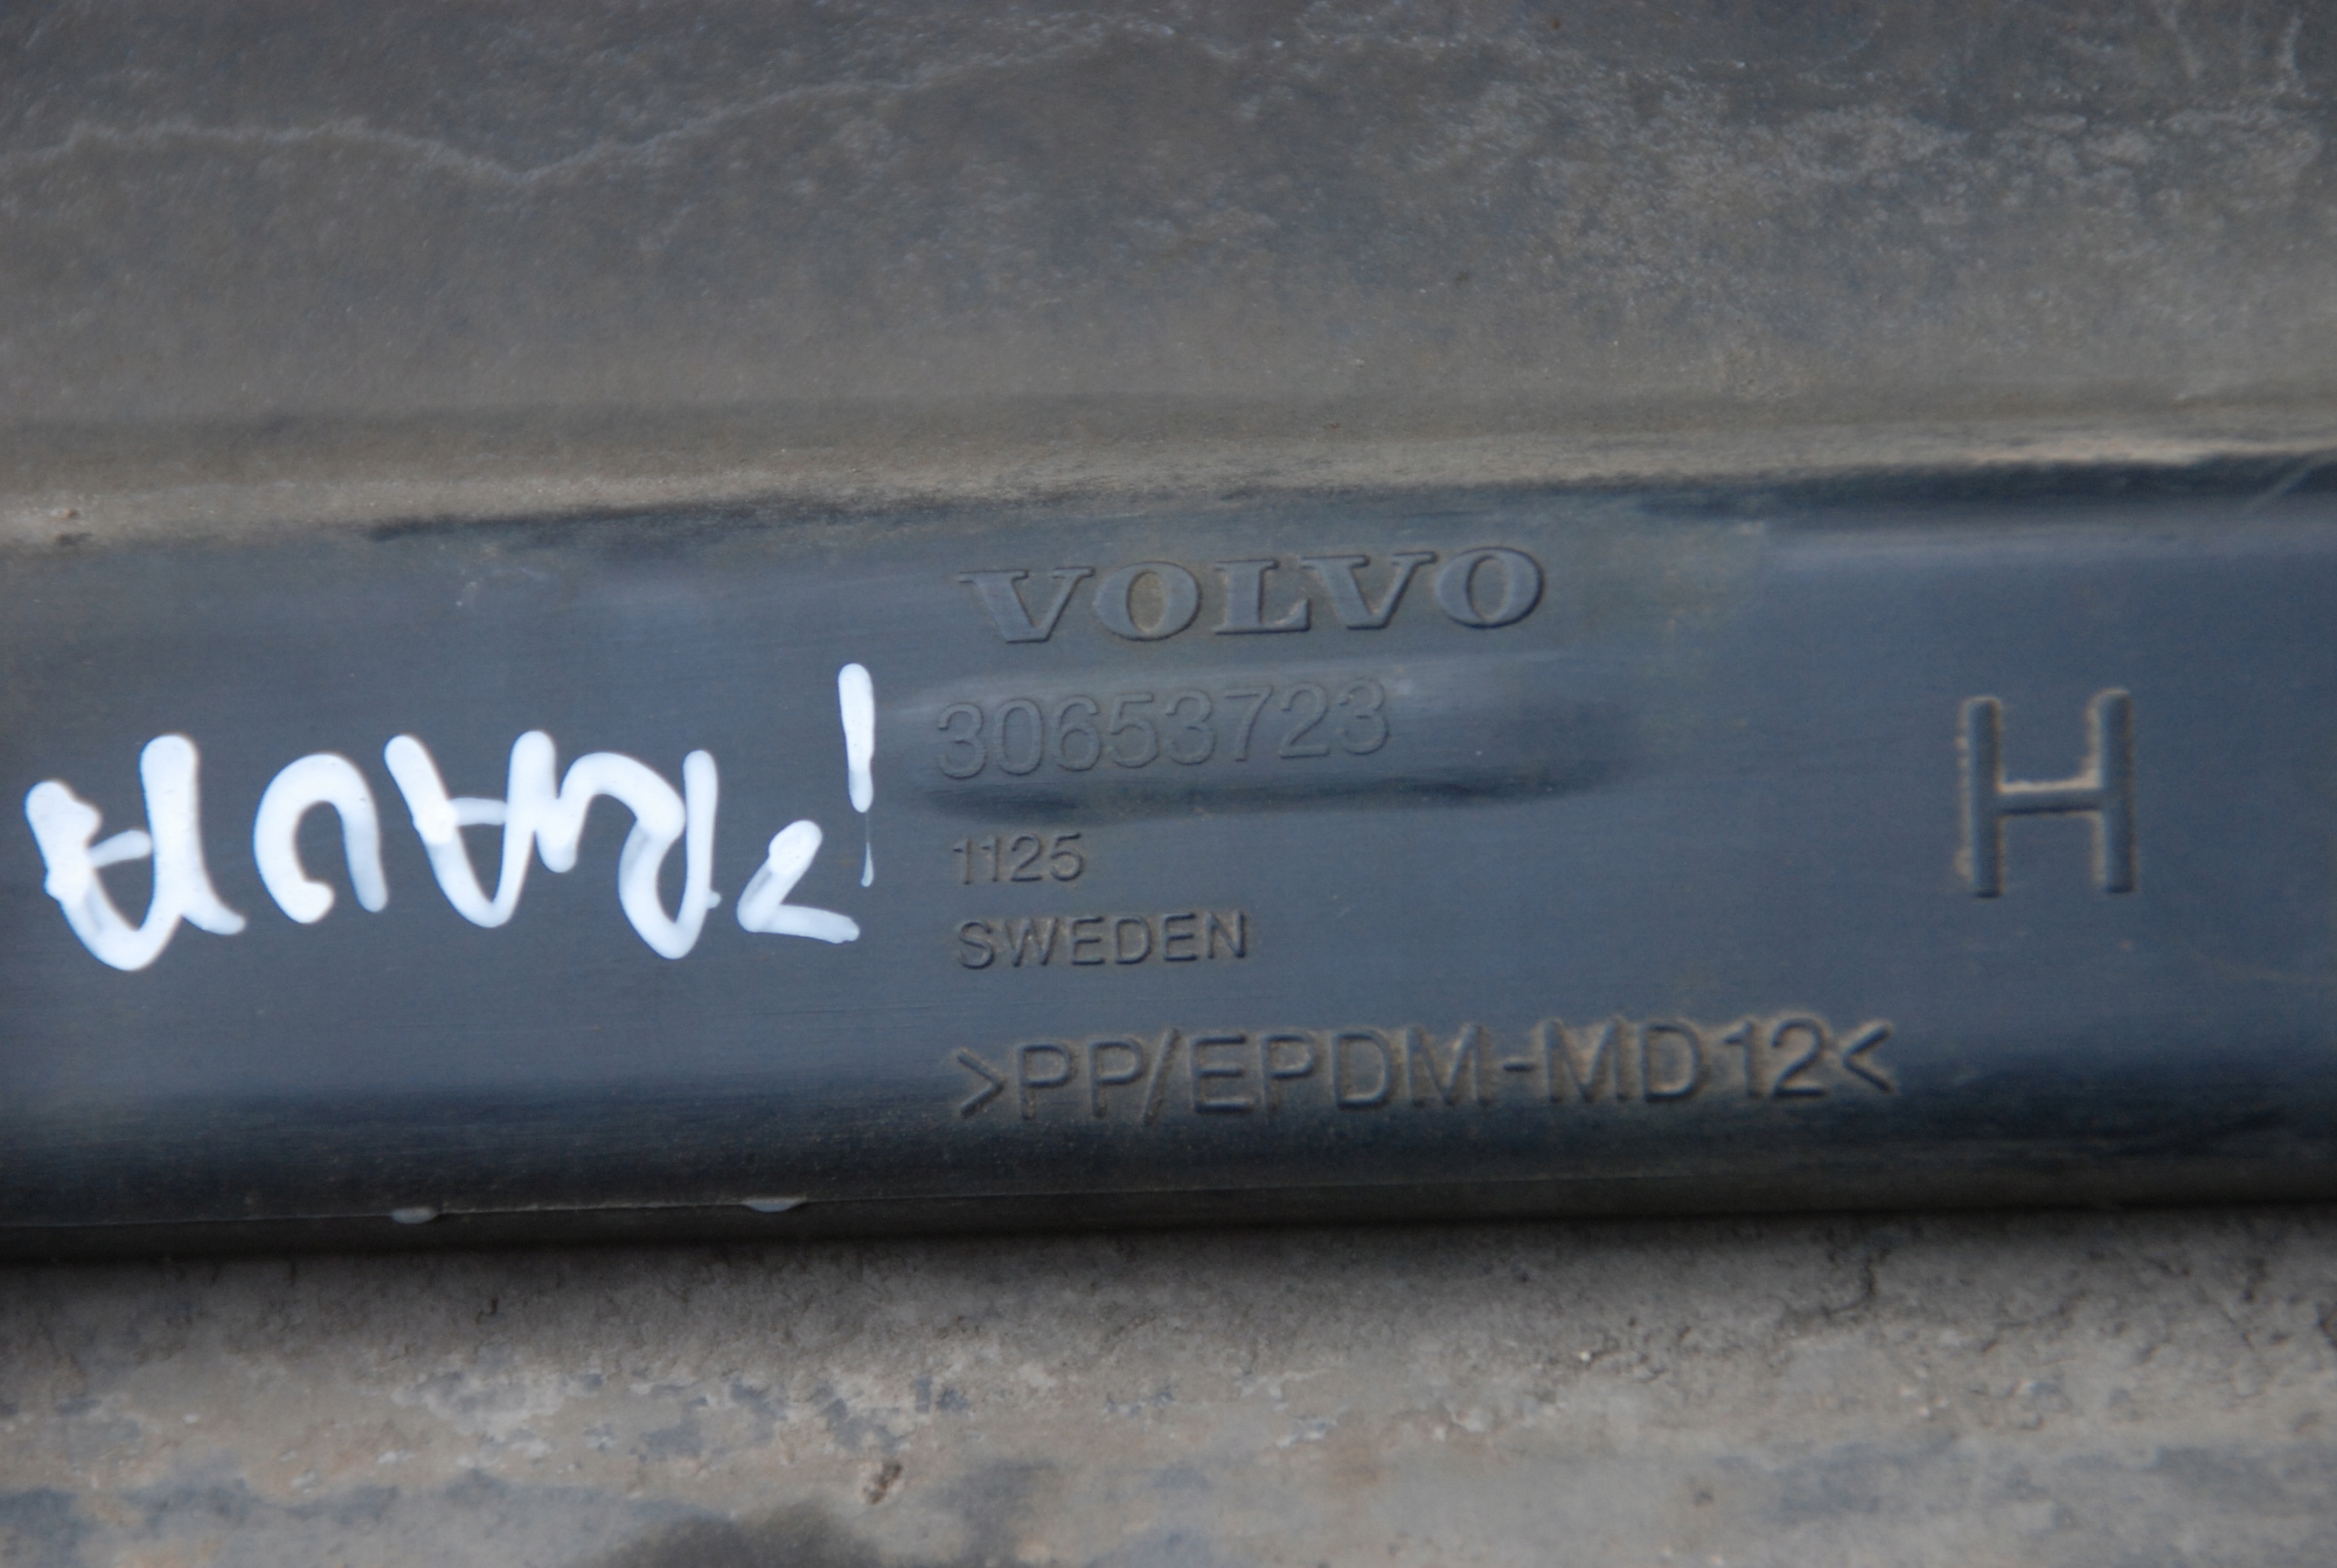 VOLVO
30653723
1125
SWEDEN
>PP/EPDM-MD12<
H